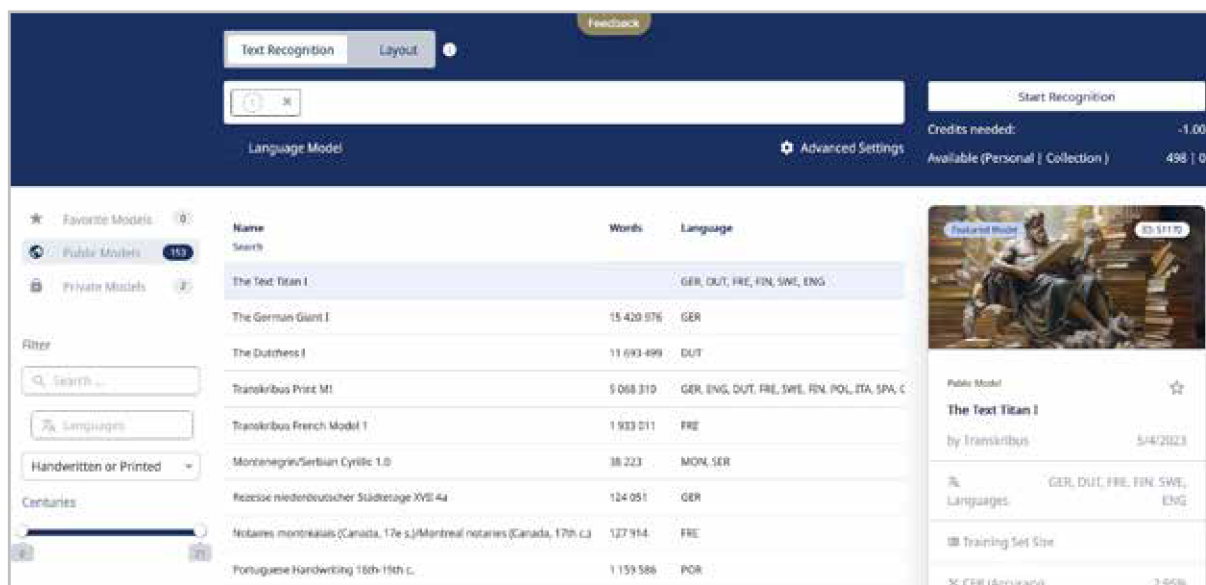 Feedback
Text Recognition Layout
1 ×
Start Recognition
Credits needed: -1.00
Language Model Advanced Settings
Available (Personal | Collection ) 498 | 0
Favorite Models 0
Public Models 153
Private Models 2
Filter
Search ...
Languages
Handwritten or Printed
Centuries
0 21
Name Words Language
Search
The Text Titan I GER, DUT, FRE, FIN, SWE, ENG
The German Giant I 15 420 576 GER
The Dutchess I 11 693 499 DUT
Transkribus Print M1 5 068 310 GER, ENG, DUT, FRE, SWE, FIN, POL, ITA, SPA, C
Transkribus French Model 1 1 933 011 FRE
Montenegrin/Serbian Cyrillic 1.0 38 223 MON, SER
Rezesse niederdeutscher Städtetage XVII 4a 124 051 GER
Notaires montréalais (Canada, 17e s.)/Montreal notaries (Canada, 17th c.) 127 914 FRE
Portuguese Handwriting 16th-19th c. 1 159 586 POR
Featured Model ID: 51170
Public Model
The Text Titan I
by Transkribus 5/4/2023
Languages GER, DUT, FRE, FIN, SWE,
ENG
Training Set Size
CER (Accuracy) 2.95%